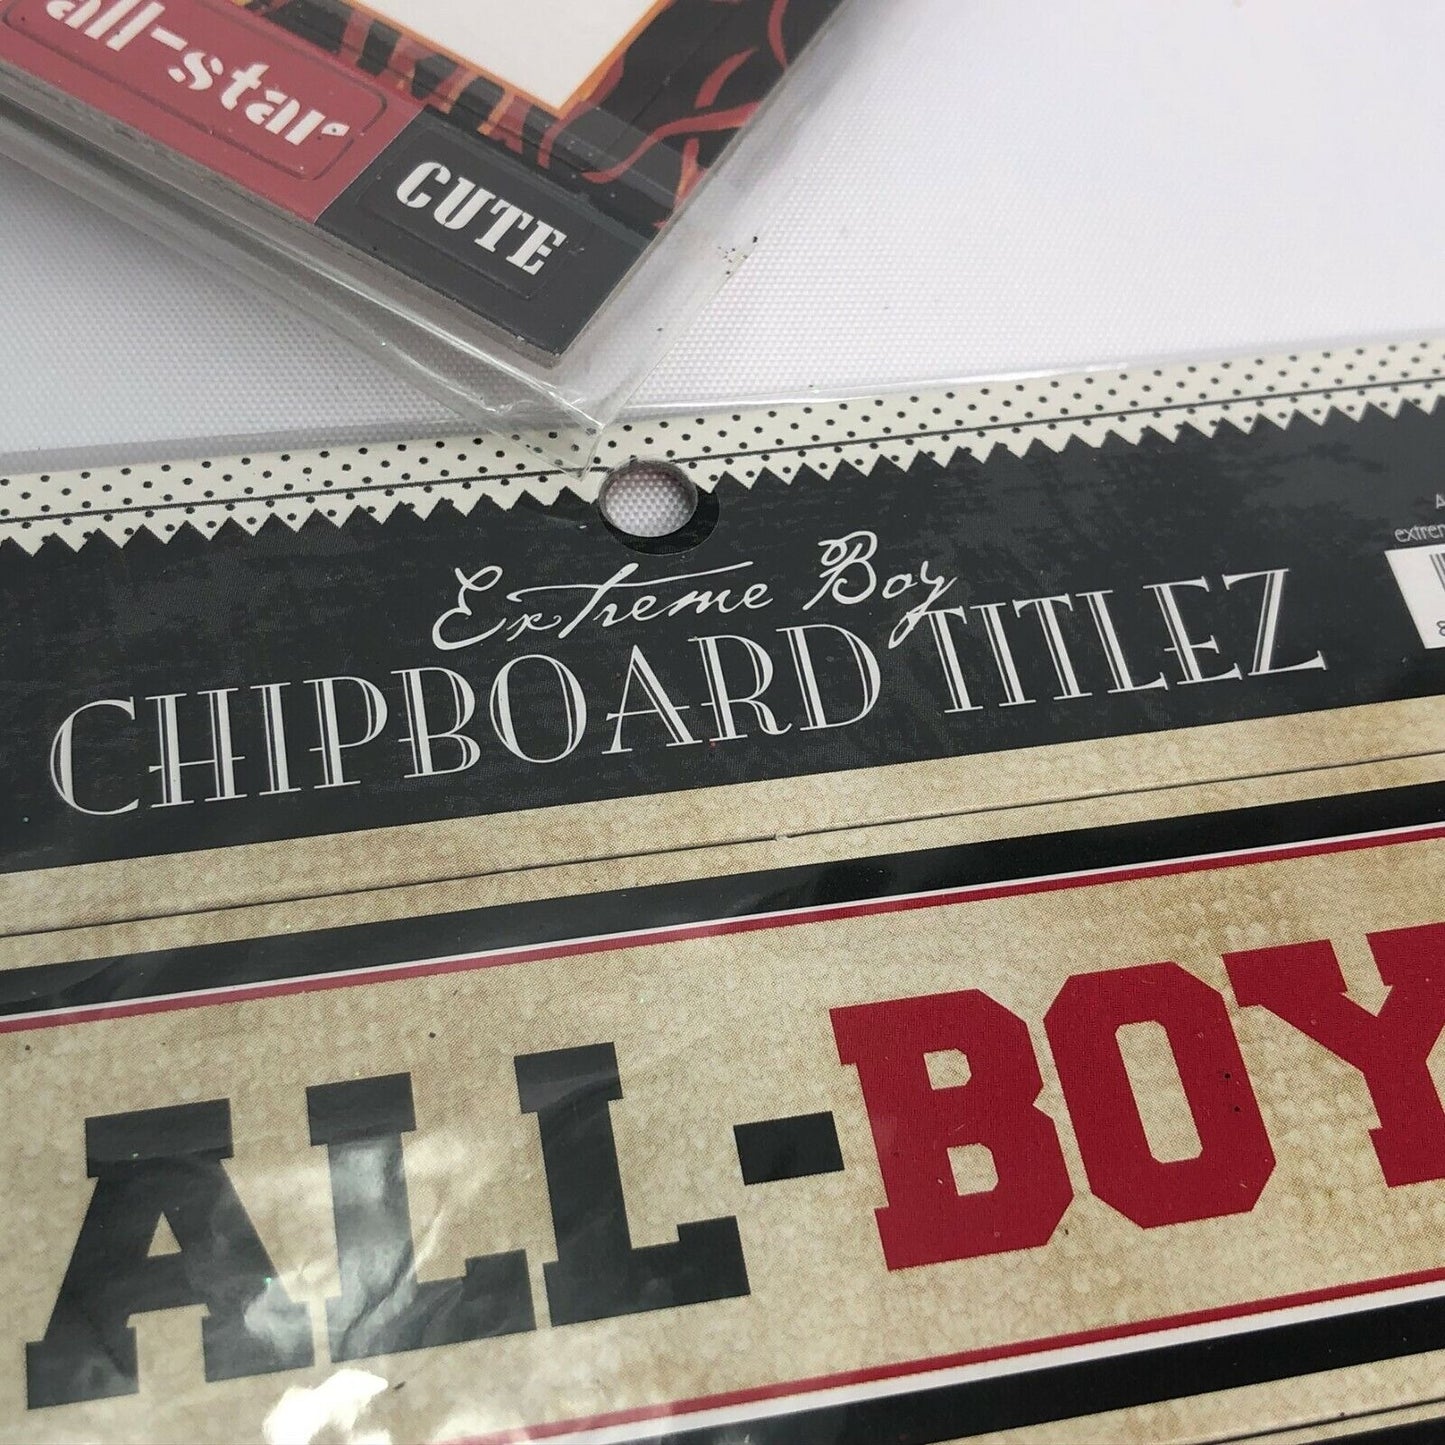 all-star
CUTE
Extreme Boy
CHIPBOARD TITLEZ
ALL-BOY